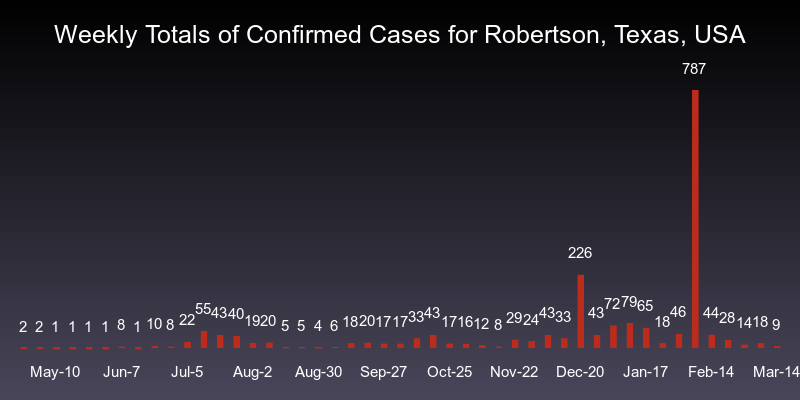 Weekly Totals of Confirmed Cases for Robertson, Texas, USA
787
226
2 2 1 1 1 1 8 1 10 8 22 55 43 40 19 20 5 5 4 6 18 20 17 17 33 43 17 16 12 8 29 24 43 33 43 72 79 65 18 46 44 28 14 18 9
May-10 Jun-7 Jul-5 Aug-2 Aug-30 Sep-27 Oct-25 Nov-22 Dec-20 Jan-17 Feb-14 Mar-14